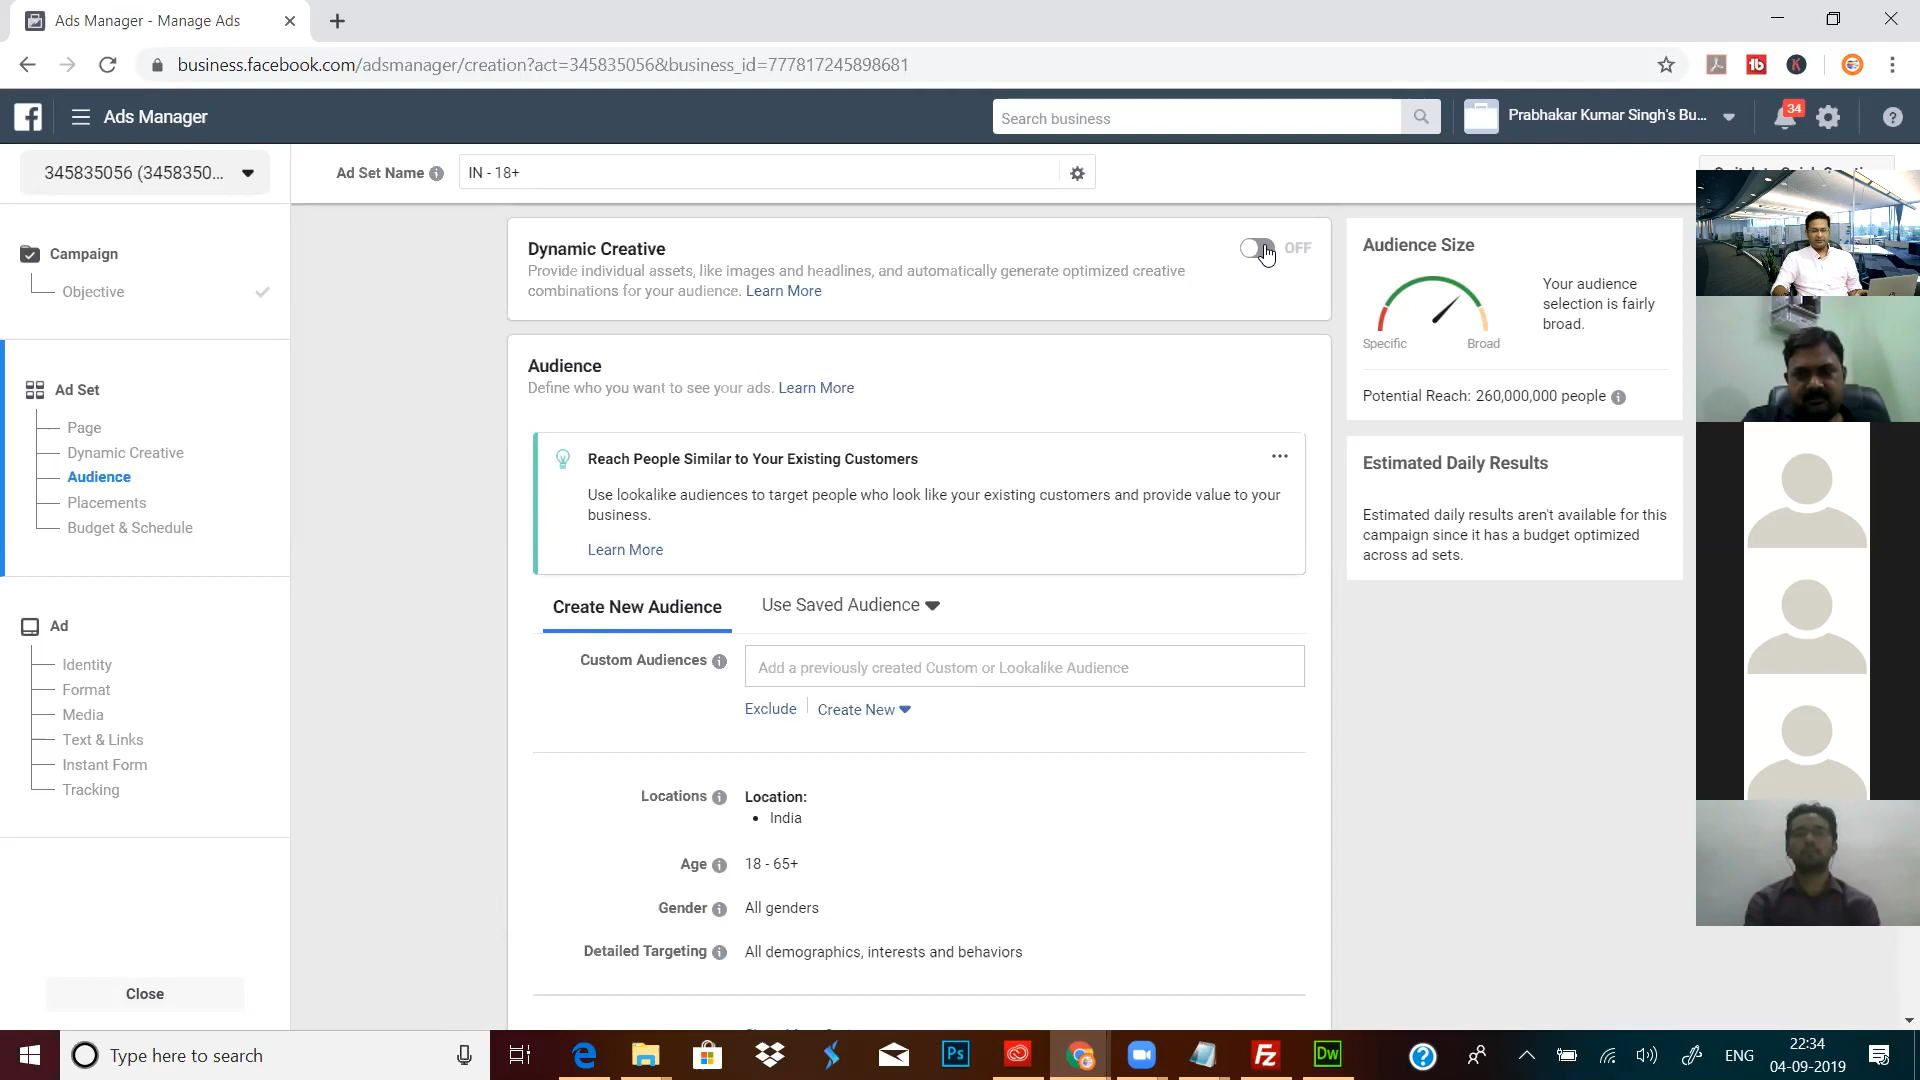 Ads Manager - Manage Ads
business.facebook.com/adsmanager/creation?act=345835056&business_id=777817245898681
Ads Manager
Search business
Prabhakar Kumar Singh's Bu...
34
345835056 (3458350...
Ad Set Name
IN - 18+
Campaign
Objective
Ad Set
Page
Dynamic Creative
Audience
Placements
Budget & Schedule
Ad
Identity
Format
Media
Text & Links
Instant Form
Tracking
Close
Dynamic Creative
OFF
Provide individual assets, like images and headlines, and automatically generate optimized creative
combinations for your audience. Learn More
Audience
Define who you want to see your ads. Learn More
Reach People Similar to Your Existing Customers
Use lookalike audiences to target people who look like your existing customers and provide value to your
business.
Learn More
Create New Audience
Use Saved Audience
Custom Audiences
Add a previously created Custom or Lookalike Audience
Exclude
Create New
Locations
Location:
• India
Age
18 - 65+
Gender
All genders
Detailed Targeting
All demographics, interests and behaviors
Audience Size
Your audience
selection is fairly
broad.
Specific
Broad
Potential Reach: 260,000,000 people
Estimated Daily Results
Estimated daily results aren't available for this
campaign since it has a budget optimized
across ad sets.
Type here to search
Ps
Fz
Dw
ENG
22:34
04-09-2019